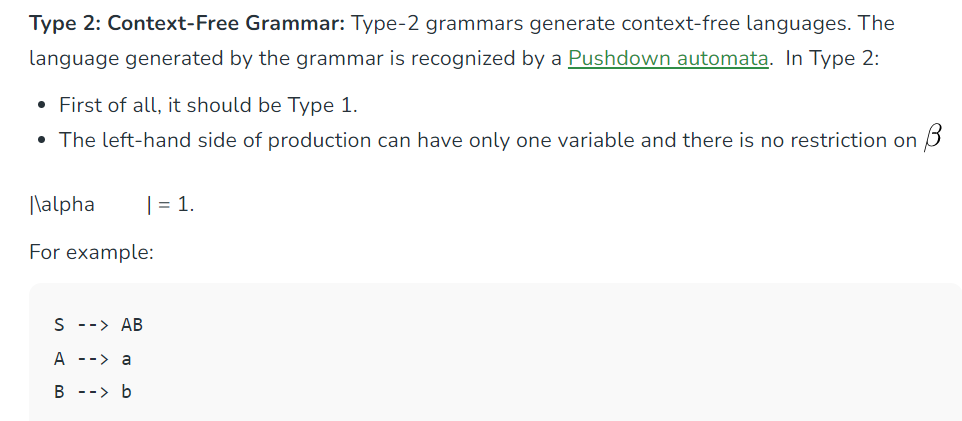 Type 2: Context-Free Grammar: Type-2 grammars generate context-free languages. The
language generated by the grammar is recognized by a Pushdown automata. In Type 2:
• First of all, it should be Type 1.
• The left-hand side of production can have only one variable and there is no restriction on β
|\alpha | = 1.
For example:
S --> AB
A --> a
B --> b